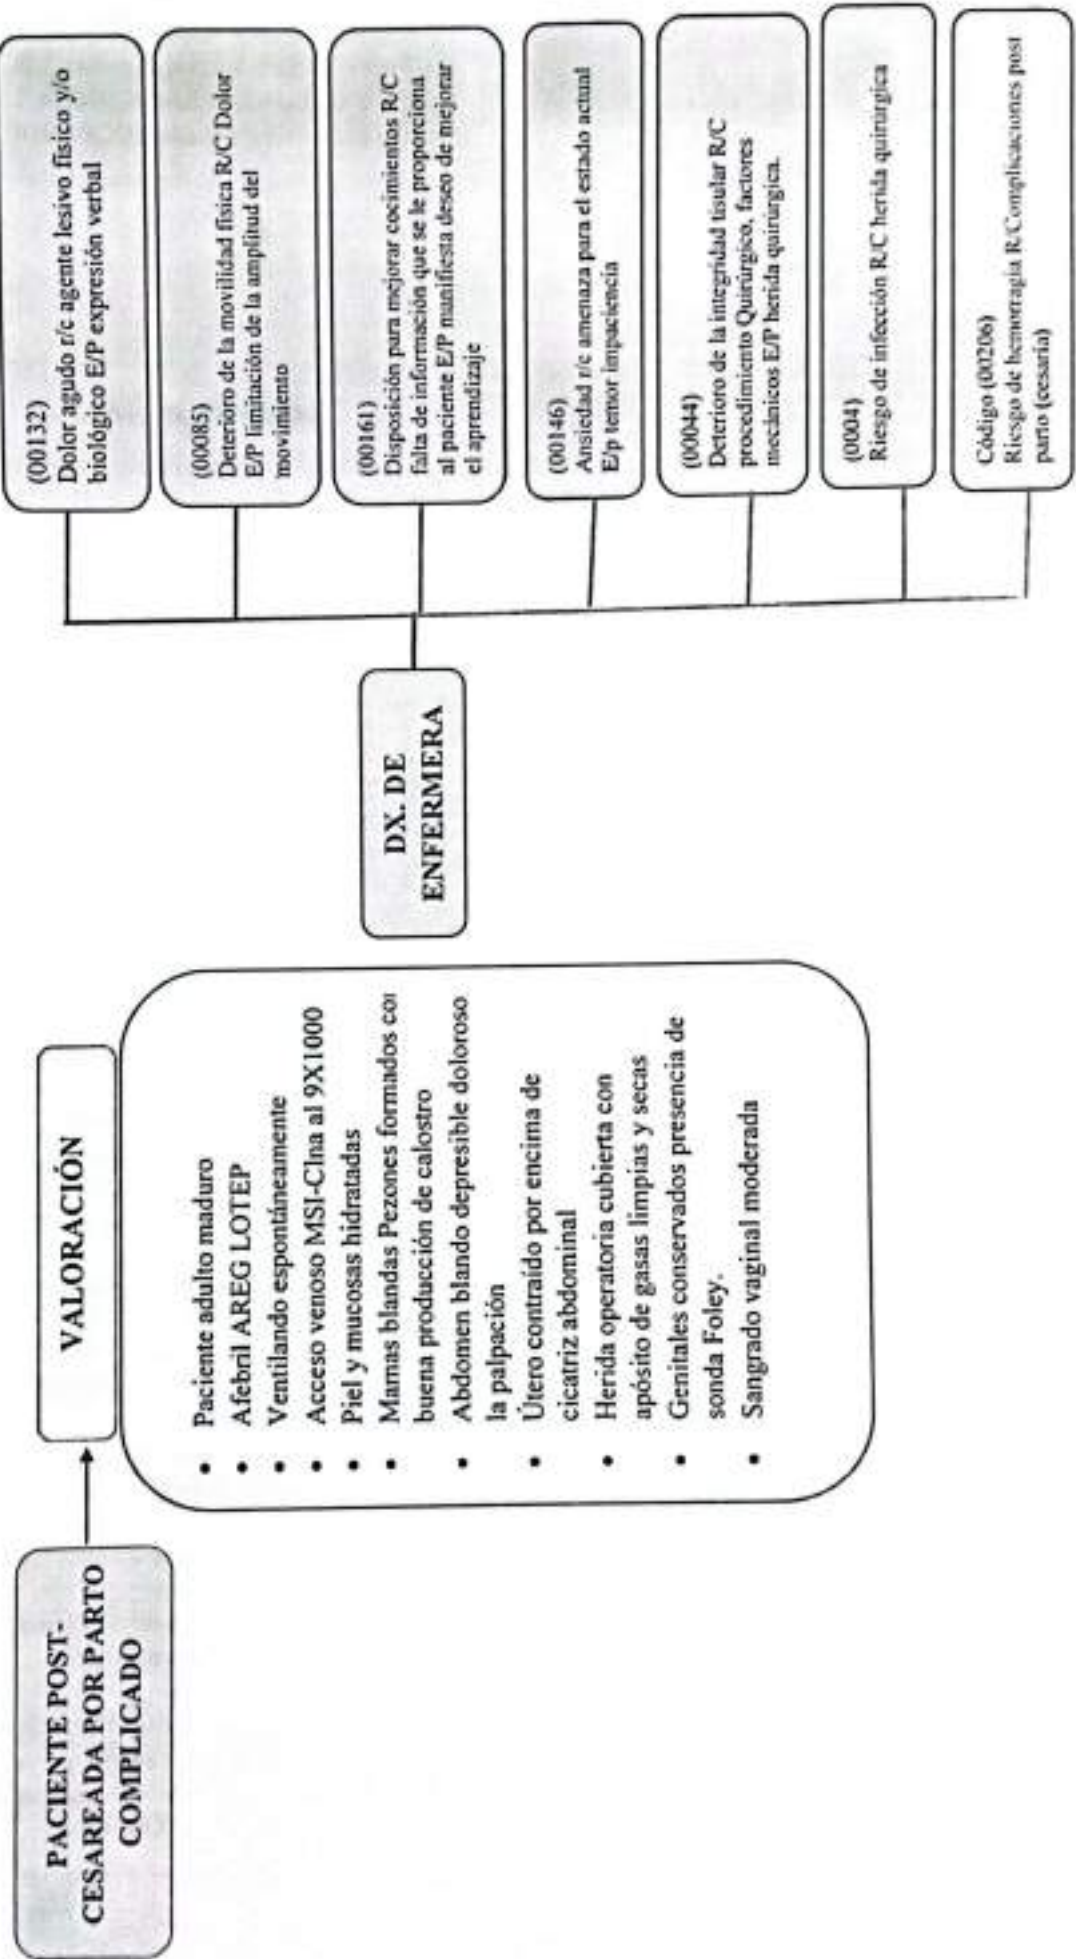 PACIENTE POST-
CESAREADA POR PARTO
COMPLICADO
VALORACIÓN
• Paciente adulto maduro
• Afebril AREG LOTEP
• Ventilando espontáneamente
• Acceso venoso MSI-Clna al 9X1000
• Piel y mucosas hidratadas
• Mamas blandas Pezones formados con
buena producción de calostro
• Abdomen blando depresible doloroso
la palpación
• Útero contraído por encima de
cicatriz abdominal
• Herida operatoria cubierta con
apósito de gasas limpias y secas
• Genitales conservados presencia de
sonda Foley.
• Sangrado vaginal moderada
DX. DE
ENFERMERA
(00132)
Dolor agudo r/c agente lesivo físico y/o
biológico E/P expresión verbal
(00085)
Deterioro de la movilidad física R/C Dolor
E/P limitación de la amplitud del
movimiento
(00161)
Disposición para mejorar cocimientos R/C
falta de información que se le proporciona
al paciente E/P manifiesta deseo de mejorar
el aprendizaje
(00146)
Ansiedad r/c amenaza para el estado actual
E/p temor impaciencia
(00044)
Deterioro de la integridad tisular R/C
procedimiento Quirúrgico, factores
mecánicos E/P herida quirúrgica.
(0004)
Riesgo de infección R/C herida quirúrgica
Código (00206)
Riesgo de hemorragia R/Complicaciones post
parto (cesaría)